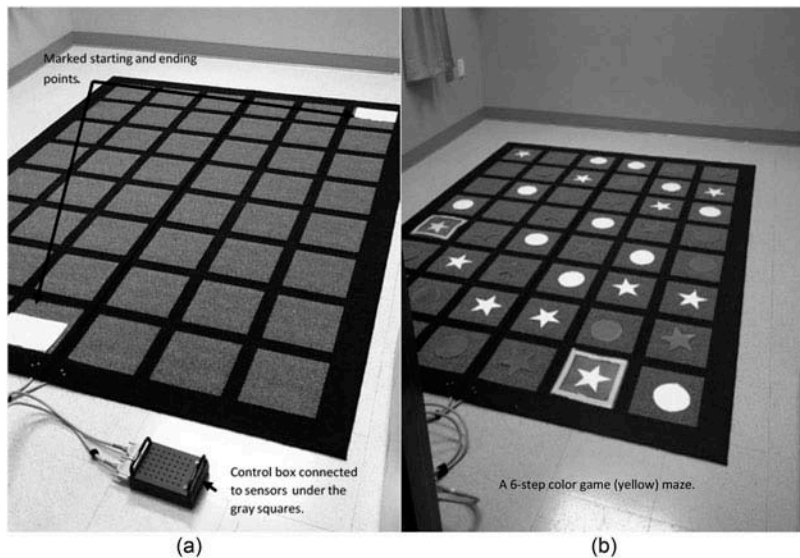 Marked starting and ending
points.
Control box connected
to sensors under the
gray squares.
A 6-step color game (yellow) maze.
(a)
(b)